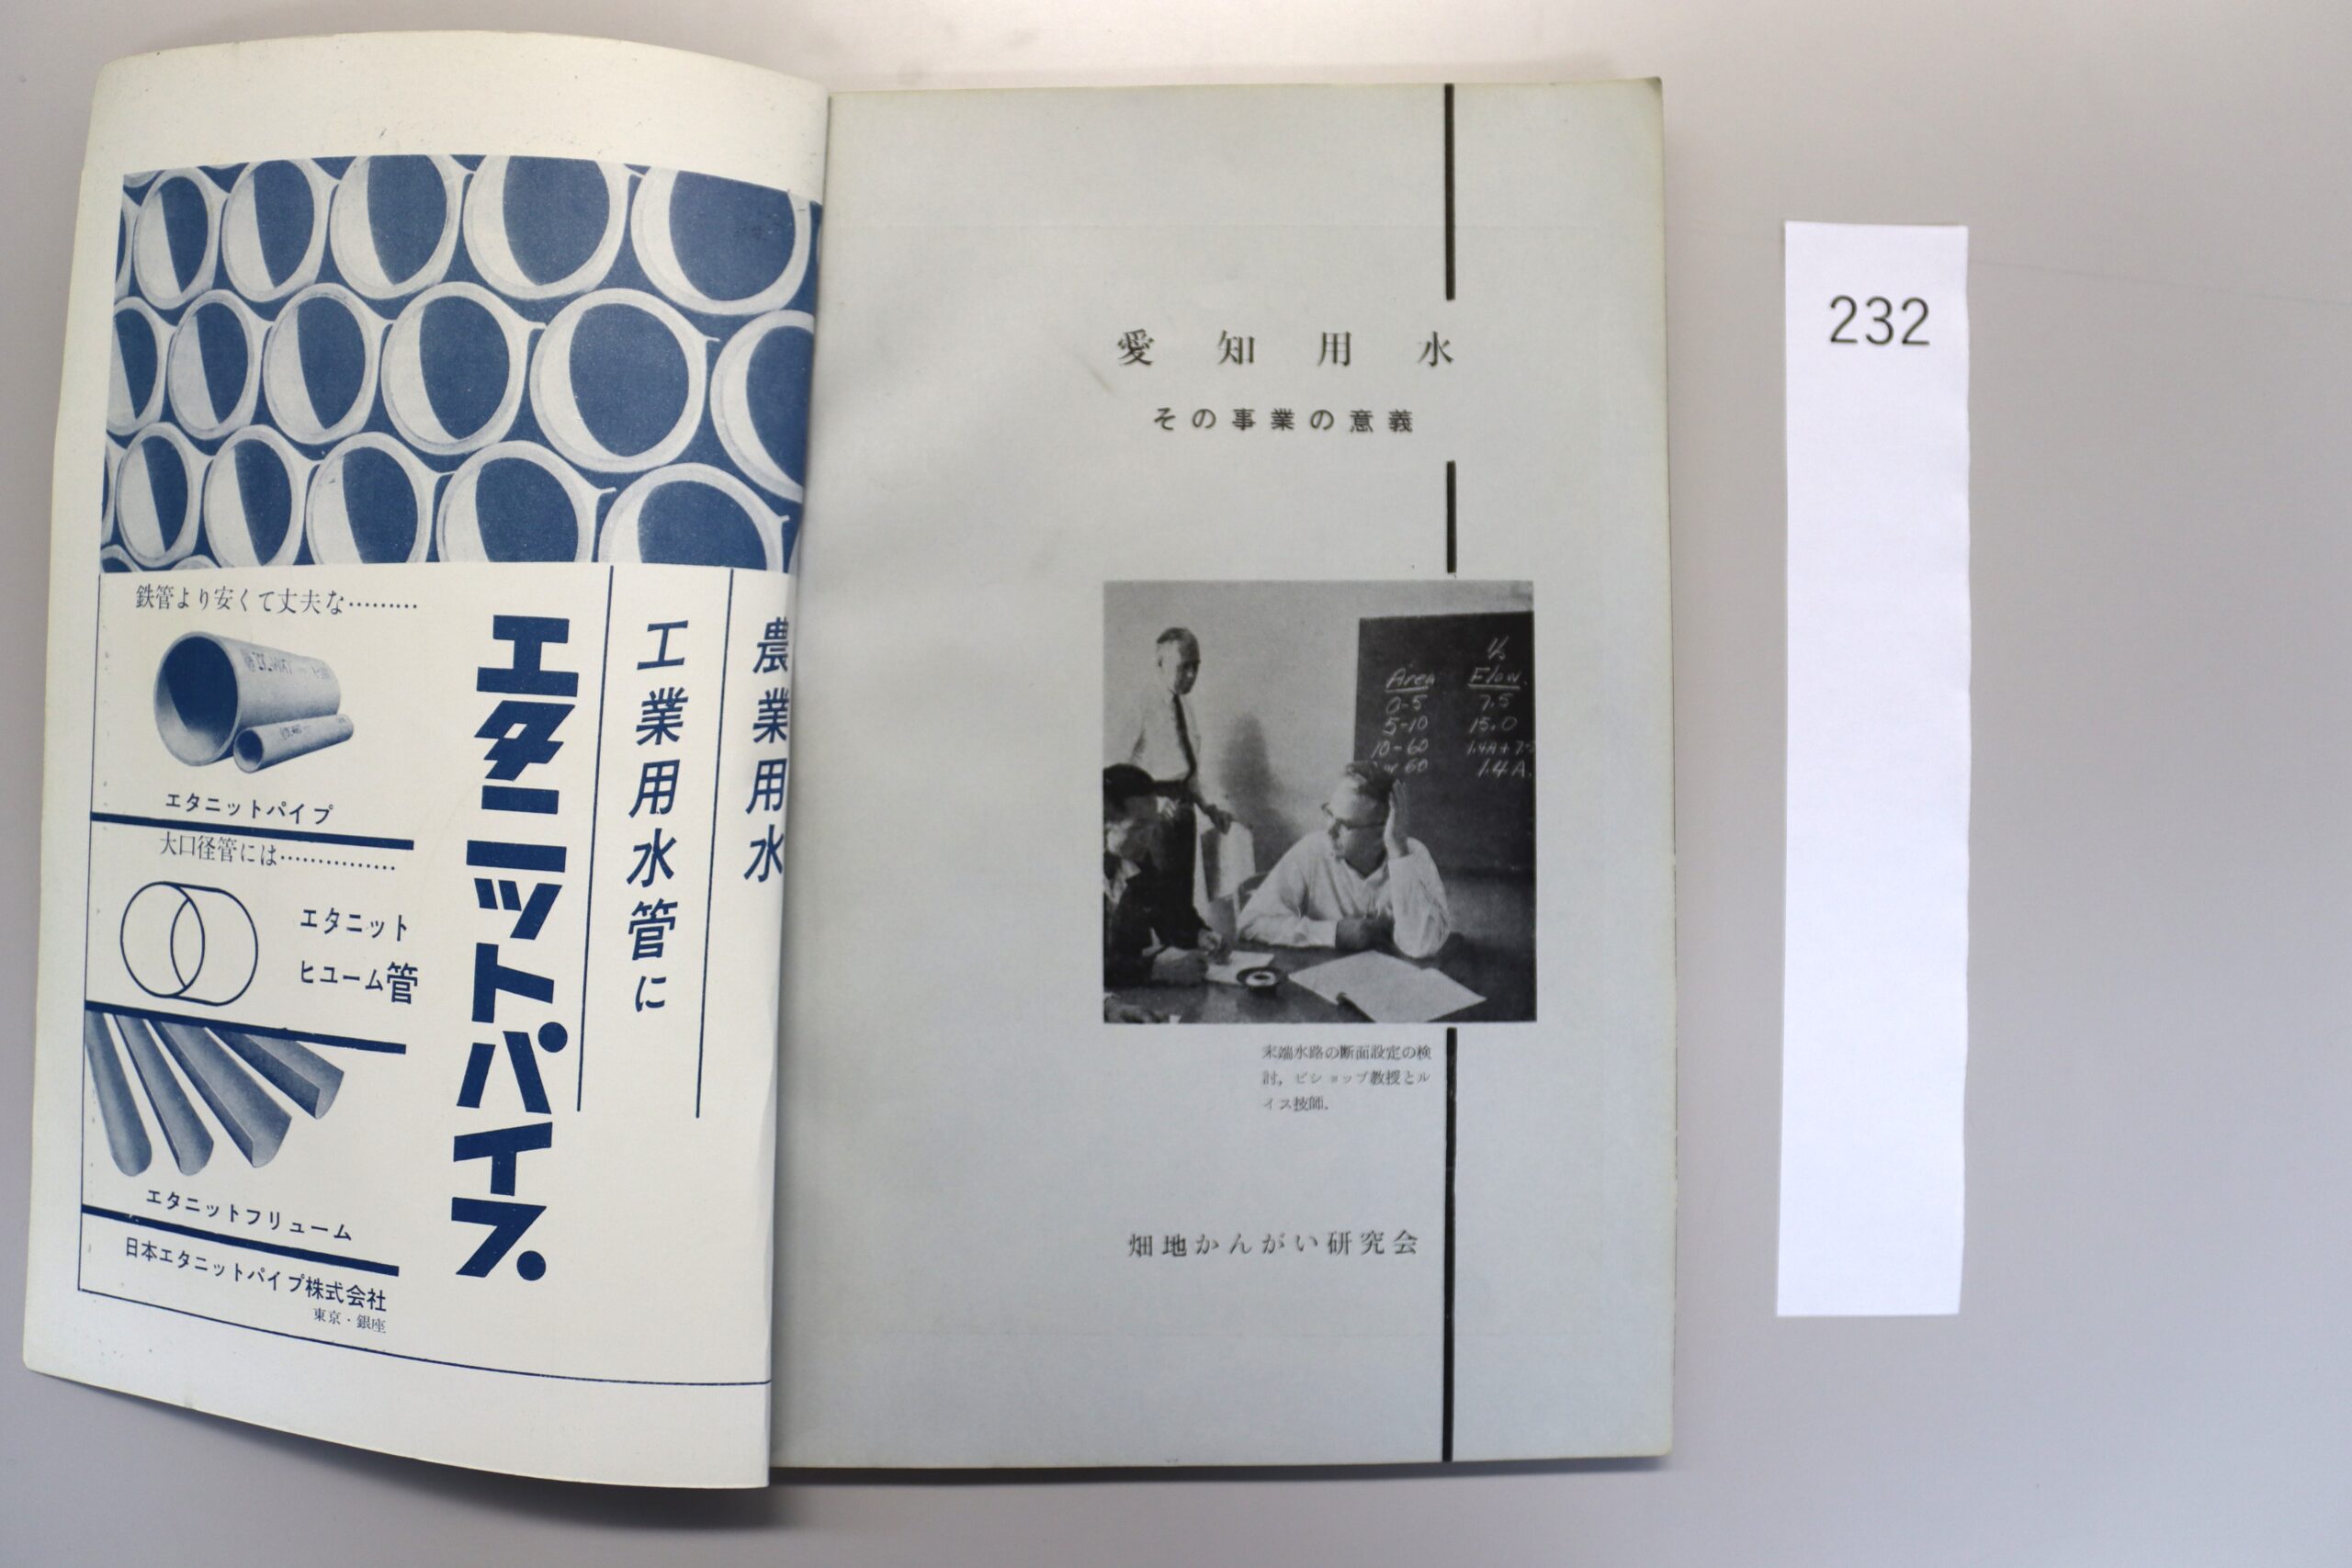 鉄管より安くて丈夫な………
エタニットパイプ
大口径管には……………
エタニット
ヒューム管
エタニットフリューム
日本エタニットパイプ株式会社
東京・銀座
農業用水
工業用水管に
エタニットパイプ
愛知用水
その事業の意義
Area
0-5
5-10
10-60
60
Flow.
7.5
15.0
1.4A+7.
1.4A.
末端水路の断面設定の検
討，ビショップ教授とル
イス技師．
畑地かんがい研究会
232